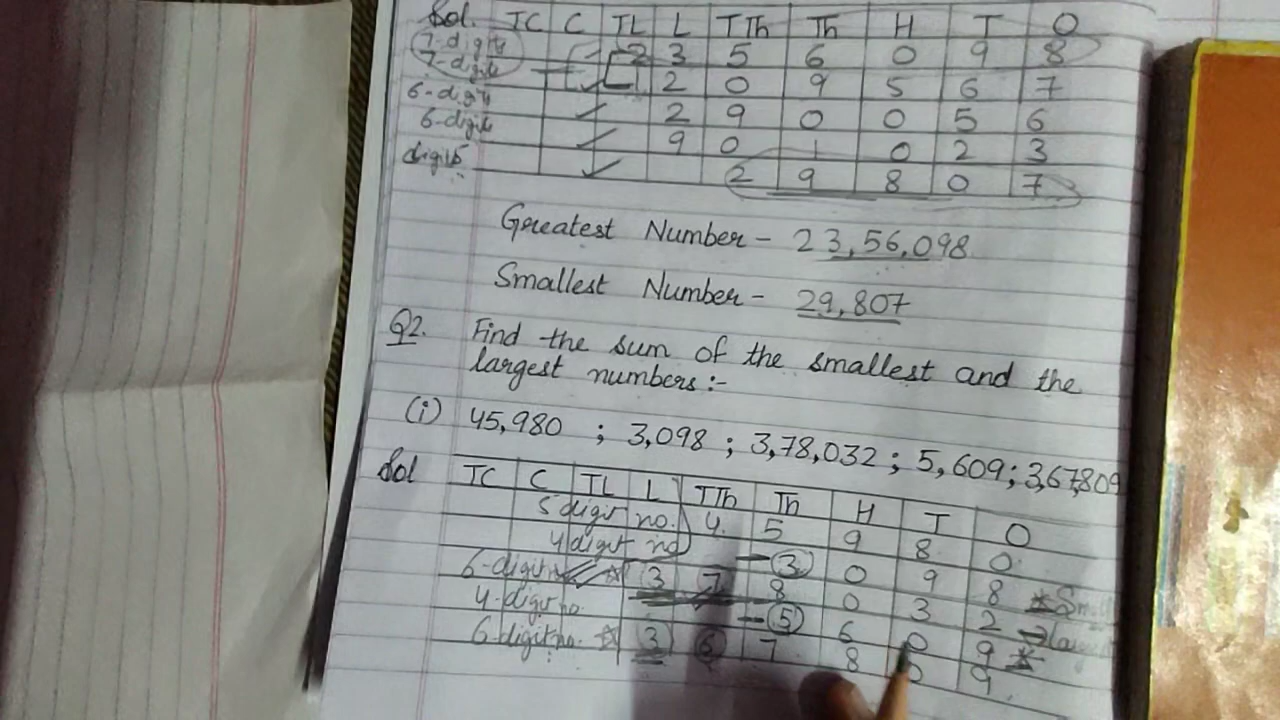 Sol. TC C TL L T Th Th H T O
7-digits 2 3 5 6 0 9 8
7-digits 2 0 9 5 6 7
6-digits 2 9 0 0 5 6
6-digits 9 0 1 0 2 3
digits 2 9 8 0 7
Greatest Number - 23,56,098
Smallest Number - 29,807
Q2. Find the sum of the smallest and the
largest numbers:-
(i) 45,980 ; 3,098 ; 3,78,032 ; 5,609 ; 3,67,809
Sol TC C TL L TTh Th H T O
5 digit no. 4 5 9 8 0
4 digit no 3 0 9 8
6-digit no 3 7 8 0 3 2
4-digit no. 5 6 0 9
6-digit no. 3 6 7 8 0 9